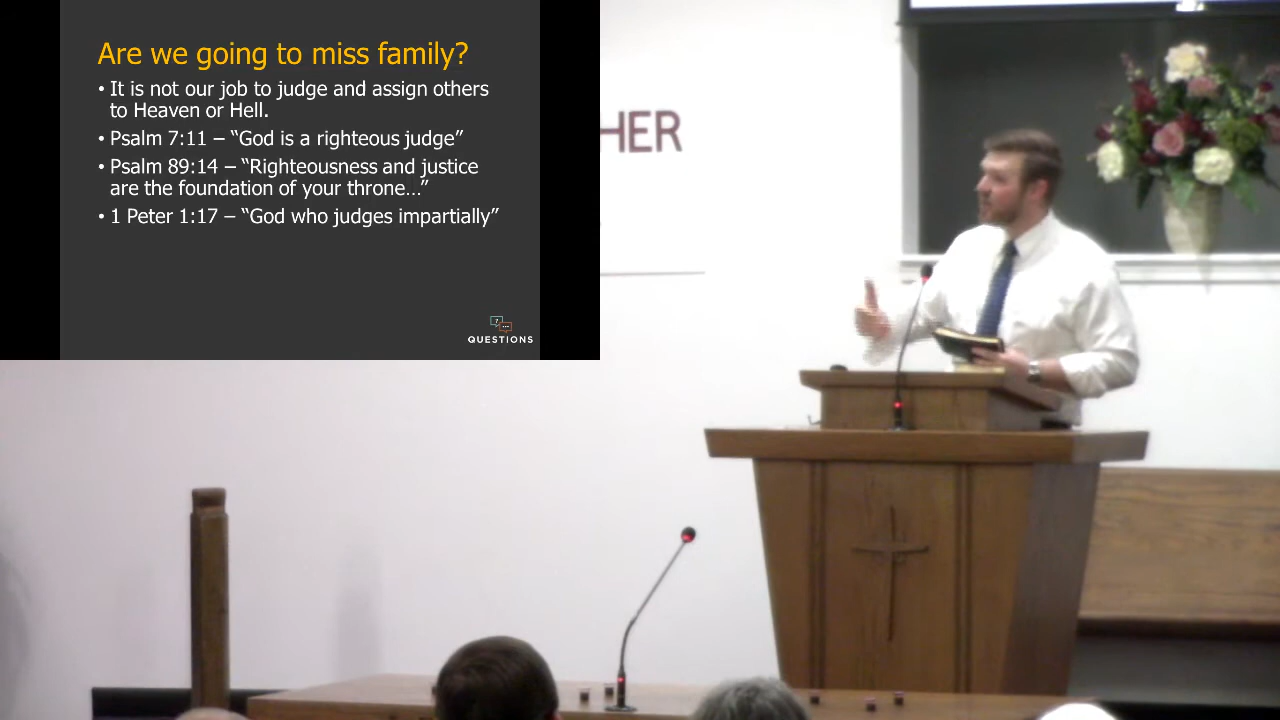 Are we going to miss family?
• It is not our job to judge and assign others
to Heaven or Hell.
• Psalm 7:11 – “God is a righteous judge”
• Psalm 89:14 – “Righteousness and justice
are the foundation of your throne…”
• 1 Peter 1:17 – “God who judges impartially”
?
...
QUESTIONS
HER